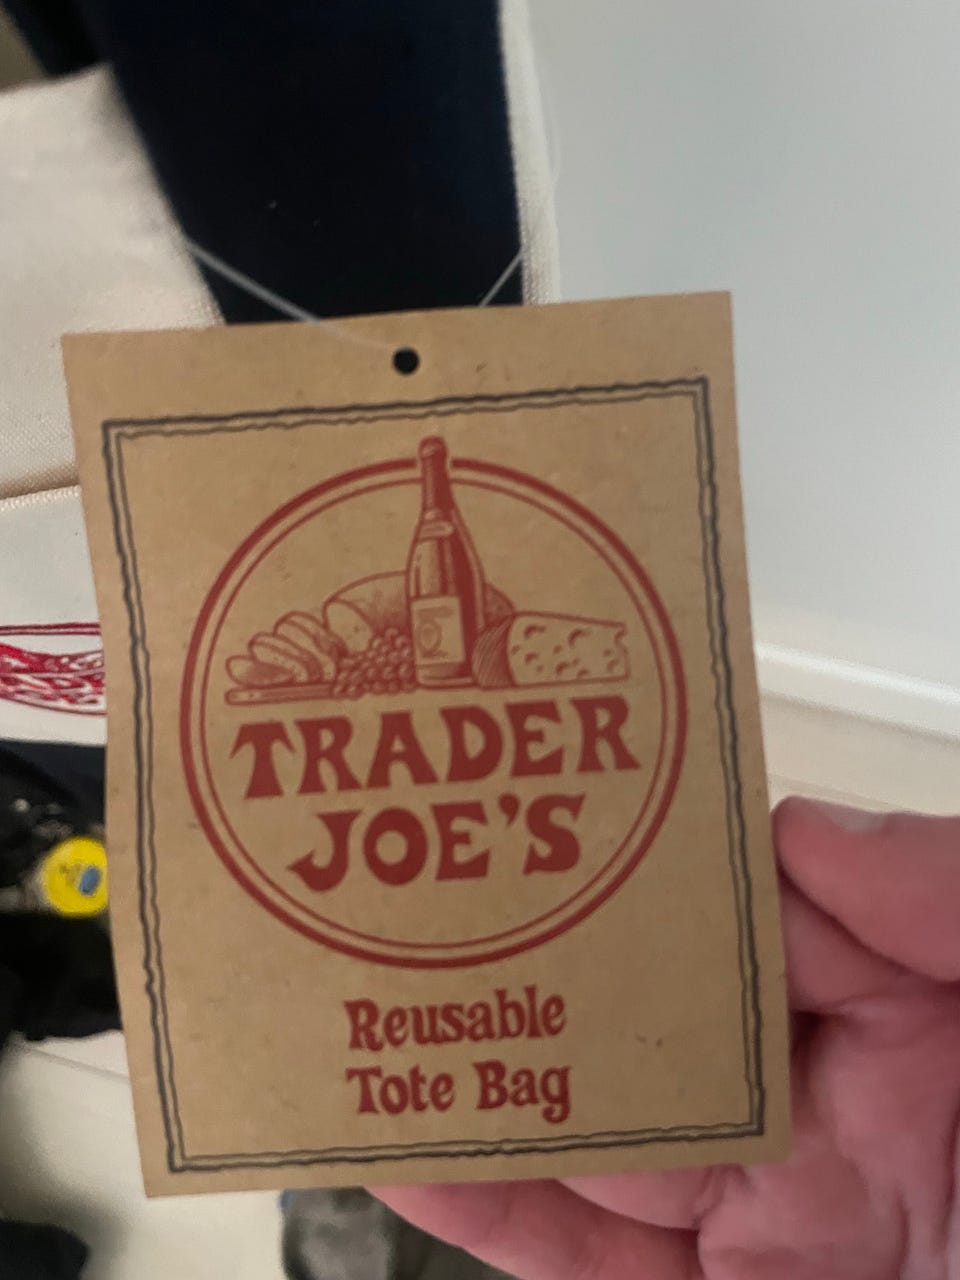 TRADER
JOE'S
Reusable
Tote Bag